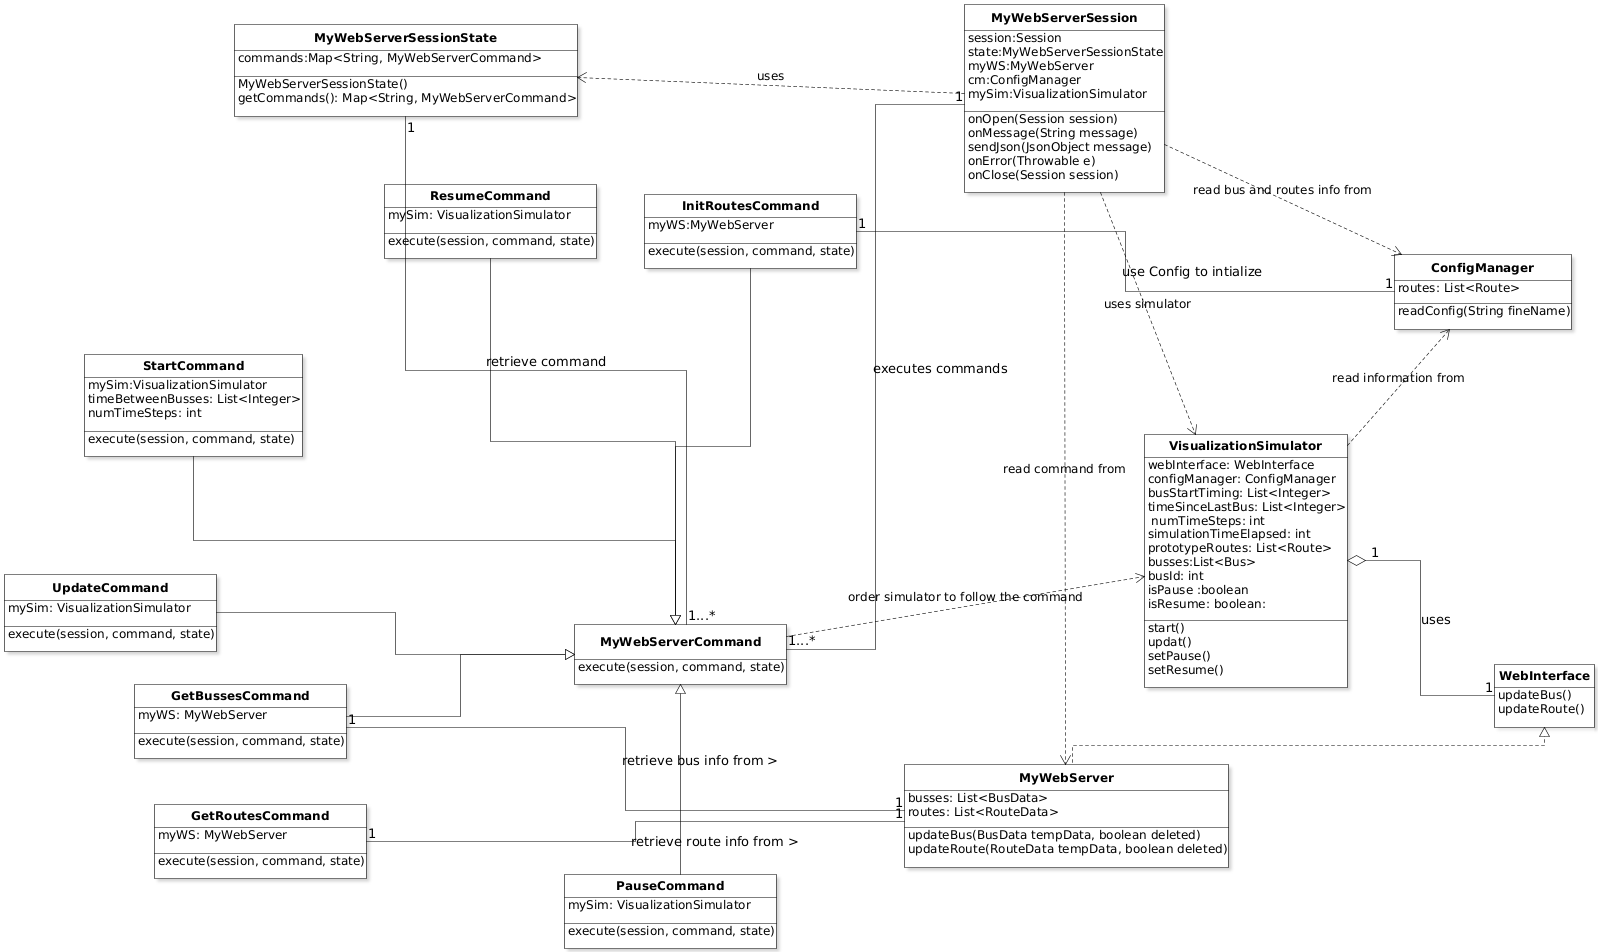 MyWebServerSession
session:Session
state:MyWebServerSessionState
myWS:MyWebServer
cm:ConfigManager
mySim:VisualizationSimulator
onOpen(Session session)
onMessage(String message)
sendJson(JsonObject message)
onError(Throwable e)
onClose(Session session)
MyWebServerSessionState
commands:Map<String, MyWebServerCommand>
MyWebServerSessionState()
getCommands(): Map<String, MyWebServerCommand>
uses
1
1
ResumeCommand
mySim: VisualizationSimulator
execute(session, command, state)
InitRoutesCommand
myWS:MyWebServer
execute(session, command, state)
1
read bus and routes info from
use Config to intialize
uses simulator
1
ConfigManager
routes: List<Route>
readConfig(String fineName)
StartCommand
mySim:VisualizationSimulator
timeBetweenBusses: List<Integer>
numTimeSteps: int
execute(session, command, state)
retrieve command
executes commands
read information from
read command from
VisualizationSimulator
webInterface: WebInterface
configManager: ConfigManager
busStartTiming: List<Integer>
timeSinceLastBus: List<Integer>
numTimeSteps: int
simulationTimeElapsed: int
prototypeRoutes: List<Route>
busses:List<Bus>
busId: int
isPause :boolean
isResume: boolean:
start()
updat()
setPause()
setResume()
1
uses
1
UpdateCommand
mySim: VisualizationSimulator
execute(session, command, state)
order simulator to follow the command
1...*
1...*
MyWebServerCommand
execute(session, command, state)
WebInterface
updateBus()
updateRoute()
GetBussesCommand
myWS: MyWebServer
execute(session, command, state)
1
retrieve bus info from >
1
1
MyWebServer
busses: List<BusData>
routes: List<RouteData>
updateBus(BusData tempData, boolean deleted)
updateRoute(RouteData tempData, boolean deleted)
GetRoutesCommand
myWS: MyWebServer
execute(session, command, state)
1
retrieve route info from >
PauseCommand
mySim: VisualizationSimulator
execute(session, command, state)